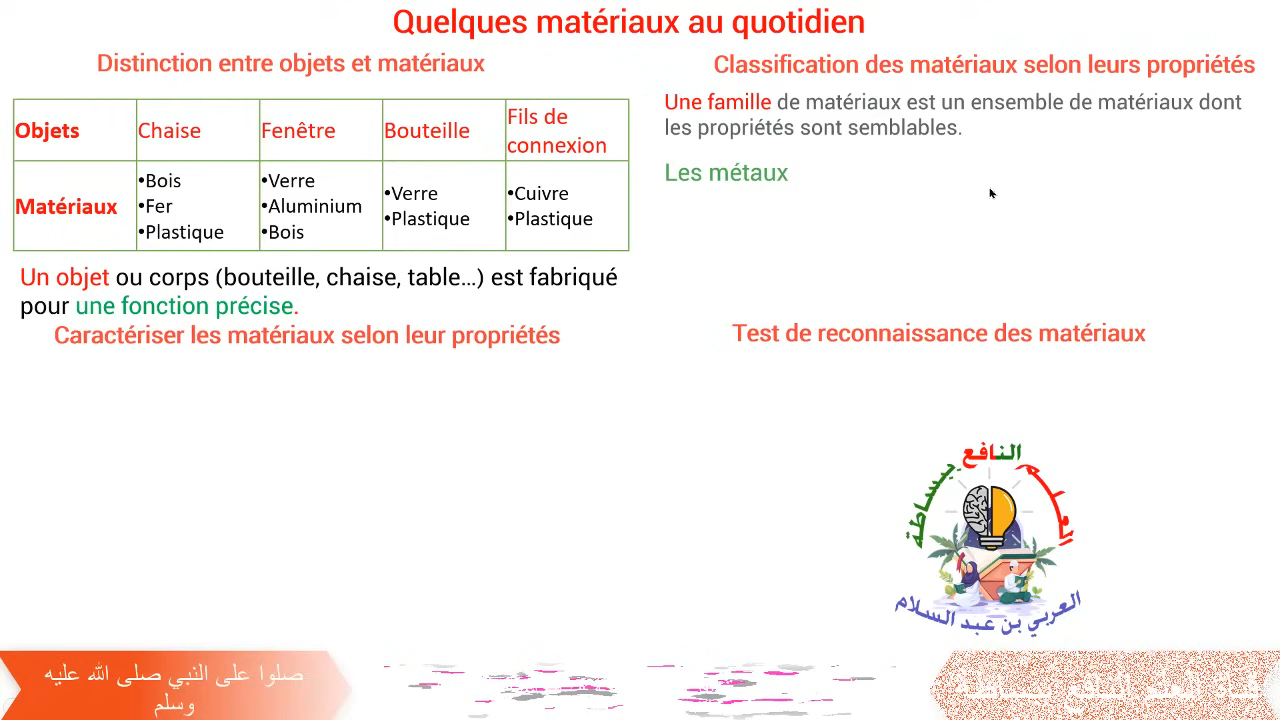 Quelques matériaux au quotidien
Distinction entre objets et matériaux
Objets
Chaise
Fenêtre
Bouteille
Fils de
connexion
Matériaux
•Bois
•Fer
•Plastique
•Verre
•Aluminium
•Bois
•Verre
•Plastique
•Cuivre
•Plastique
Un objet ou corps (bouteille, chaise, table...) est fabriqué
pour une fonction précise.
Caractériser les matériaux selon leur propriétés
Classification des matériaux selon leurs propriétés
Une famille de matériaux est un ensemble de matériaux dont
les propriétés sont semblables.
Les métaux
Test de reconnaissance des matériaux
العلم
النافع
ببساطة
العربي بن عبد السلام
صلوا على النبي صلى الله عليه
وسلم